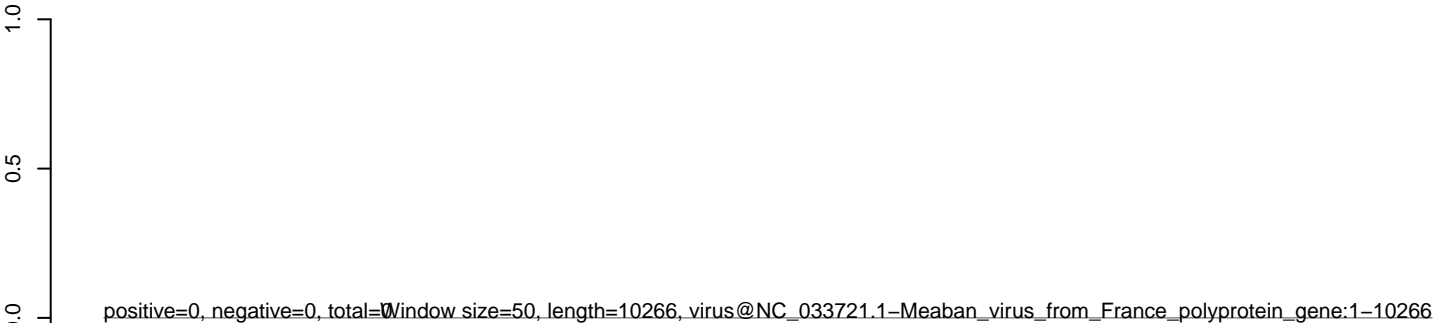 1.0
0.5
0.0
positive=0, negative=0, total=0
Window size=50, length=10266, virus@NC_033721.1−Meaban_virus_from_France_polyprotein_gene:1−10266